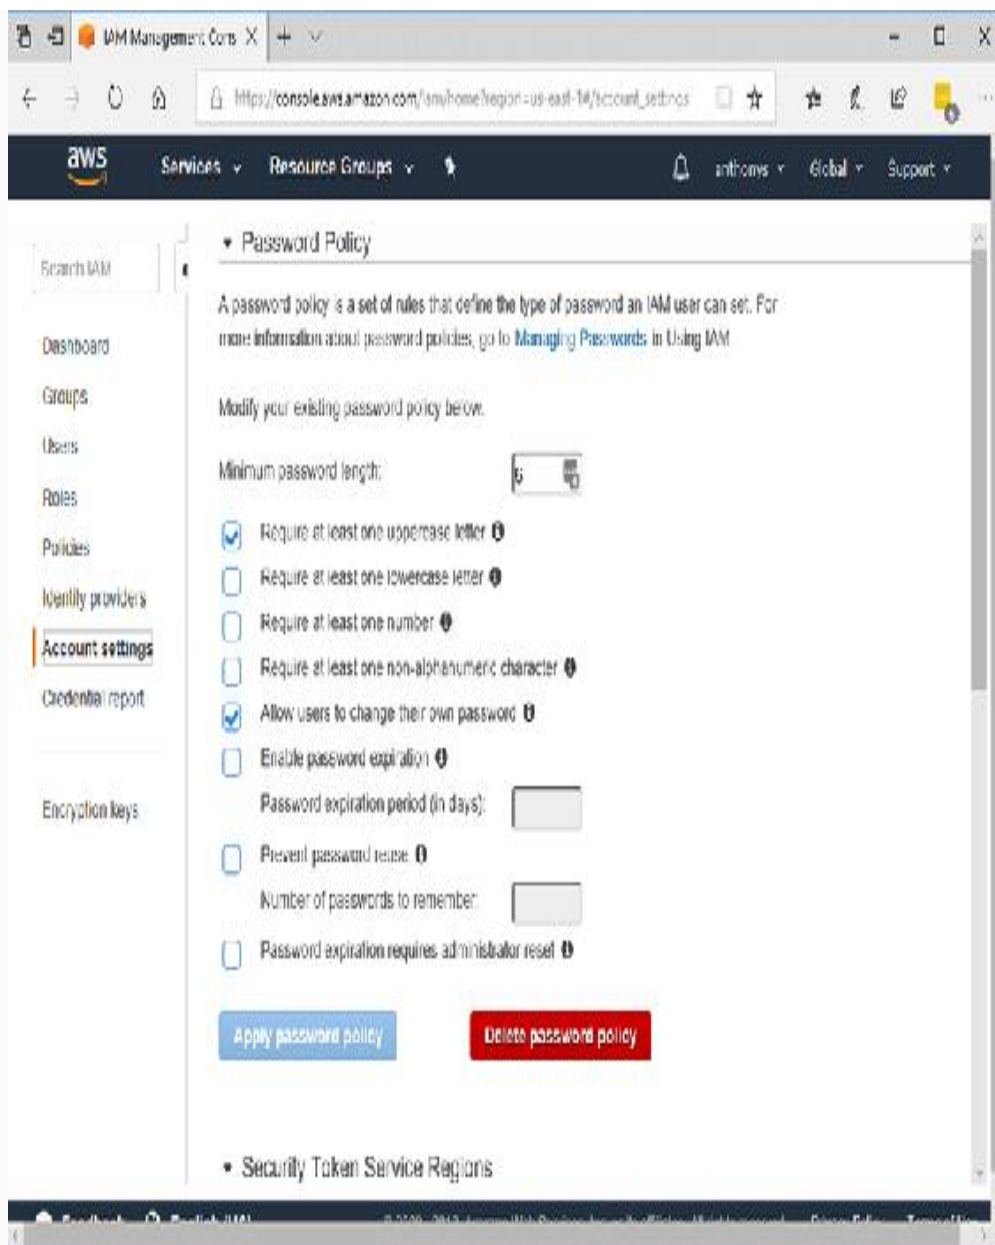 IAM Management Cons
https://console.aws.amazon.com/iam/home?region=us-east-1#/account_settings
aws
Services
Resource Groups
anthonys
Global
Support
Search IAM
Dashboard
Groups
Users
Roles
Policies
Identity providers
Account settings
Credential report
Encryption keys
Password Policy
A password policy is a set of rules that define the type of password an IAM user can set. For
more information about password policies, go to Managing Passwords in Using IAM
Modify your existing password policy below.
Minimum password length:
6
Require at least one uppercase letter
Require at least one lowercase letter
Require at least one number
Require at least one non-alphanumeric character
Allow users to change their own password
Enable password expiration
Password expiration period (in days):
Prevent password reuse
Number of passwords to remember:
Password expiration requires administrator reset
Apply password policy
Delete password policy
Security Token Service Regions
Feedback
English (US)